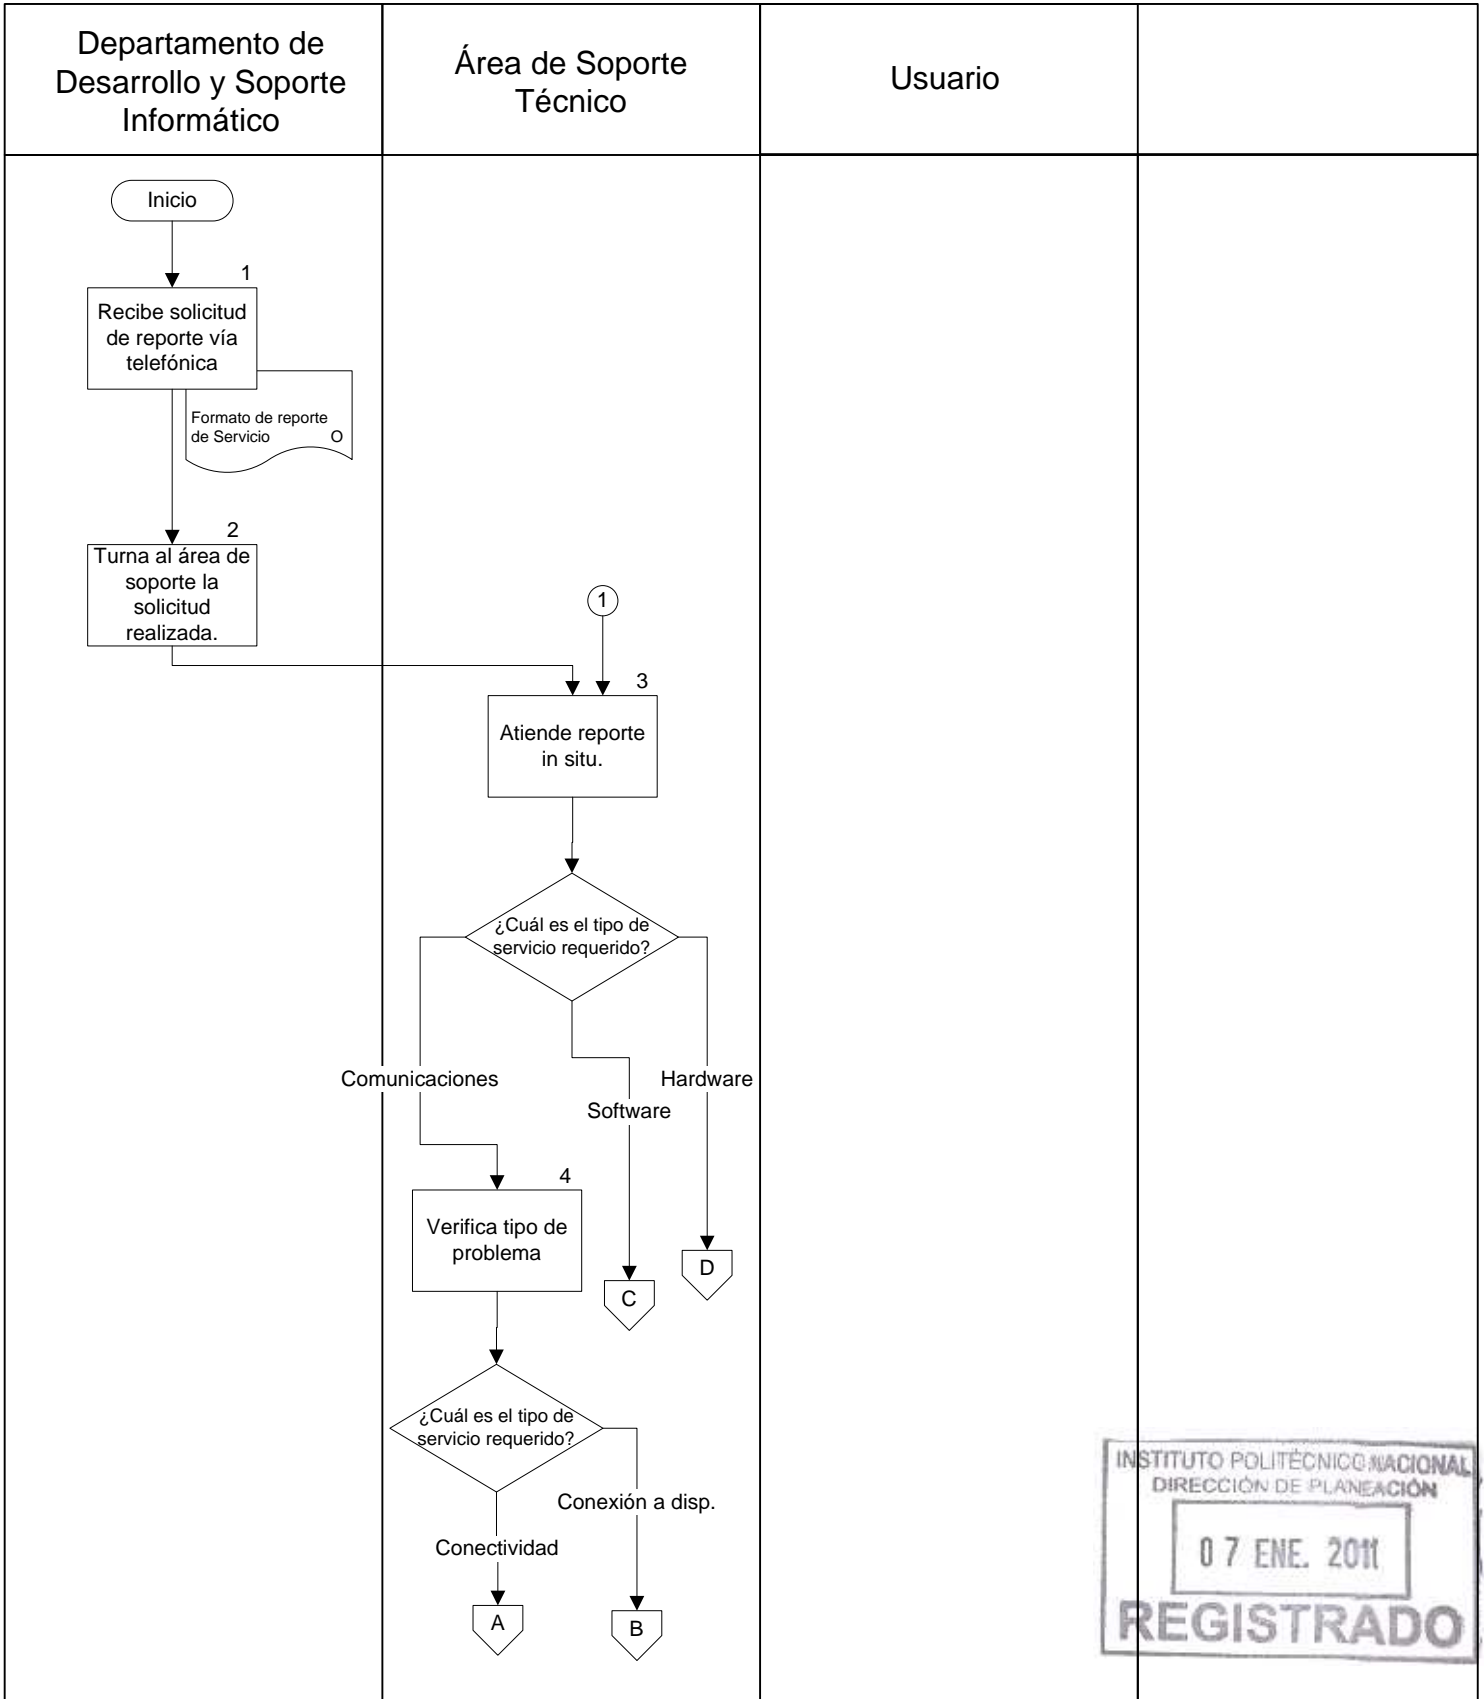 Departamento de
Desarrollo y Soporte
Informático
Área de Soporte
Técnico
Usuario
Inicio
1
Recibe solicitud
de reporte vía
telefónica
Formato de reporte
de Servicio O
2
Turna al área de
soporte la
solicitud
realizada.
1
3
Atiende reporte
in situ.
¿Cuál es el tipo de
servicio requerido?
Comunicaciones
Hardware
Software
4
Verifica tipo de
problema
D
C
¿Cuál es el tipo de
servicio requerido?
Conexión a disp.
Conectividad
A
B
INSTITUTO POLITÉCNICO NACIONAL
DIRECCIÓN DE PLANEACIÓN
07 ENE. 2011
REGISTRADO